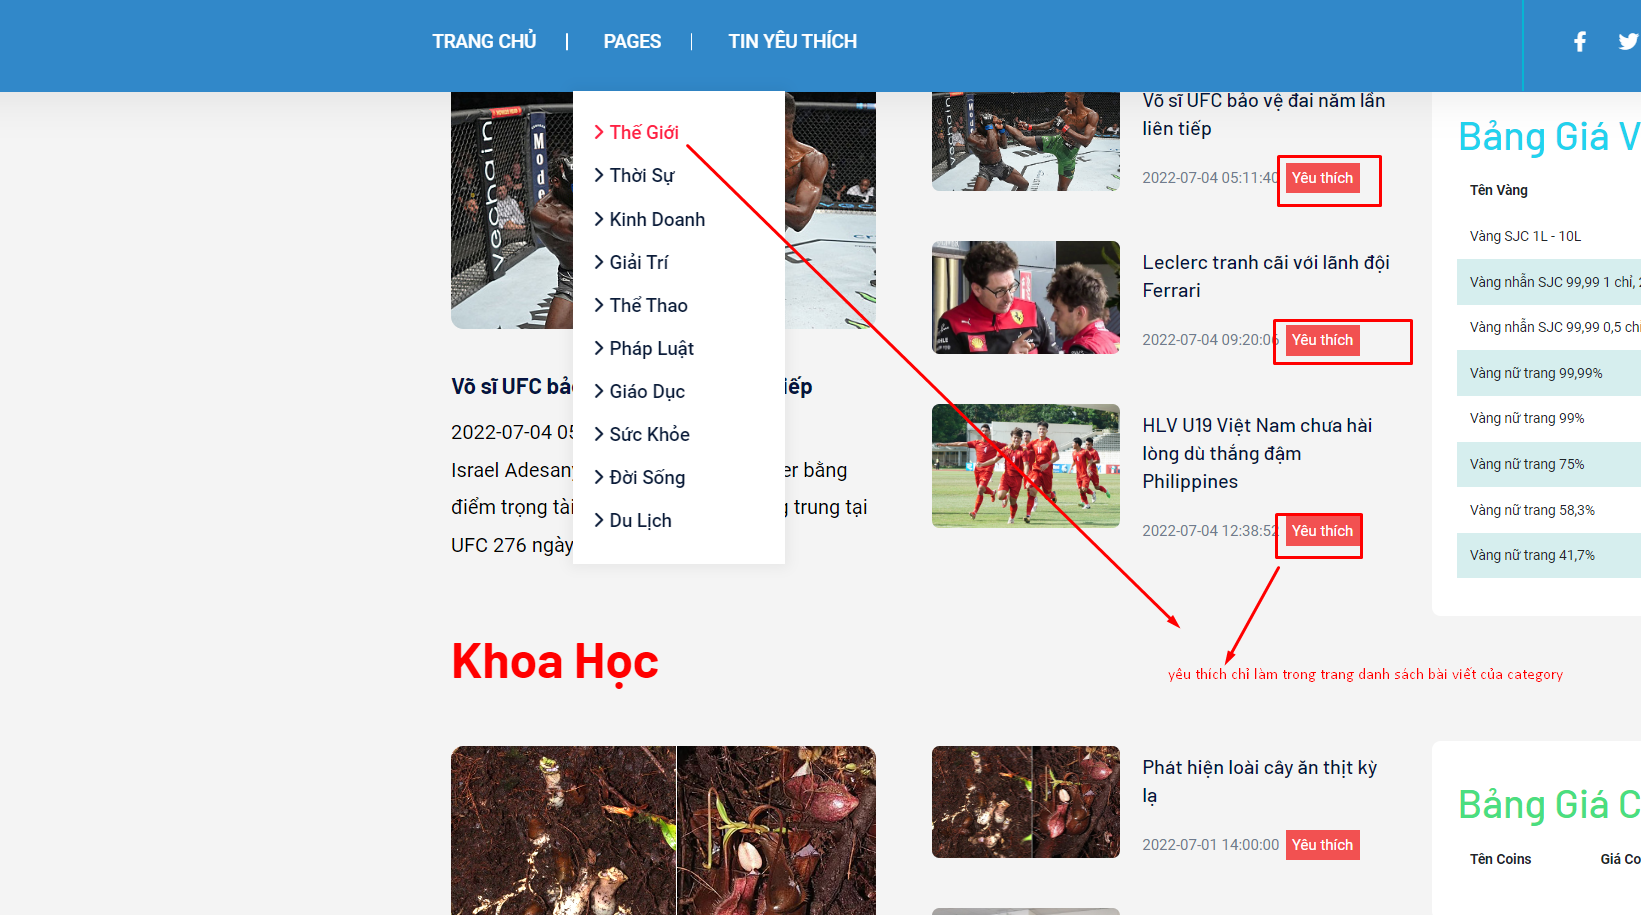 TRANG CHỦ
PAGES
TIN YÊU THÍCH
Thế Giới
Thời Sự
Kinh Doanh
Giải Trí
Thể Thao
Pháp Luật
Giáo Dục
Sức Khỏe
Đời Sống
Du Lịch
vechain
Mode
Võ sĩ UFC bảo
iếp
2022-07-04 05
Israel Adesany
er bằng
điểm trọng tài
g trung tại
UFC 276 ngày
Võ sĩ UFC bảo vệ đai năm lần
liên tiếp
2022-07-04 05:11:40 Yêu thích
Leclerc tranh cãi với lãnh đội
Ferrari
2022-07-04 09:20:06 Yêu thích
HLV U19 Việt Nam chưa hài
lòng dù thắng đậm
Philippines
2022-07-04 12:38:52 Yêu thích
yêu thích chỉ làm trong trang danh sách bài viết của category
Bảng Giá V
Tên Vàng
Vàng SJC 1L - 10L
Vàng nhẫn SJC 99,99 1 chỉ, 2
Vàng nhẫn SJC 99,99 0,5 chỉ
Vàng nữ trang 99,99%
Vàng nữ trang 99%
Vàng nữ trang 75%
Vàng nữ trang 58,3%
Vàng nữ trang 41,7%
Khoa Học
Phát hiện loài cây ăn thịt kỳ
lạ
2022-07-01 14:00:00 Yêu thích
Bảng Giá C
Tên Coins
Giá Co